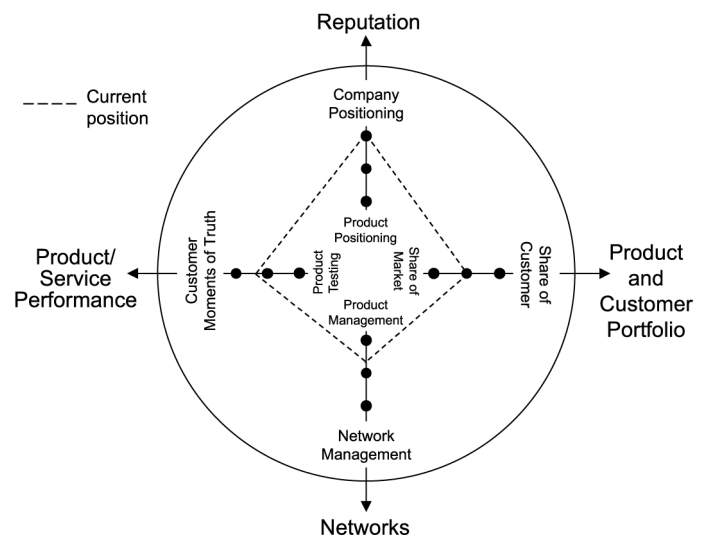 Reputation
Current
position
Company
Positioning
Product
Positioning
Product/
Service
Performance
Customer
Moments of Truth
Product
Testing
Share of
Market
Share of
Customer
Product
and
Customer
Portfolio
Product
Management
Network
Management
Networks